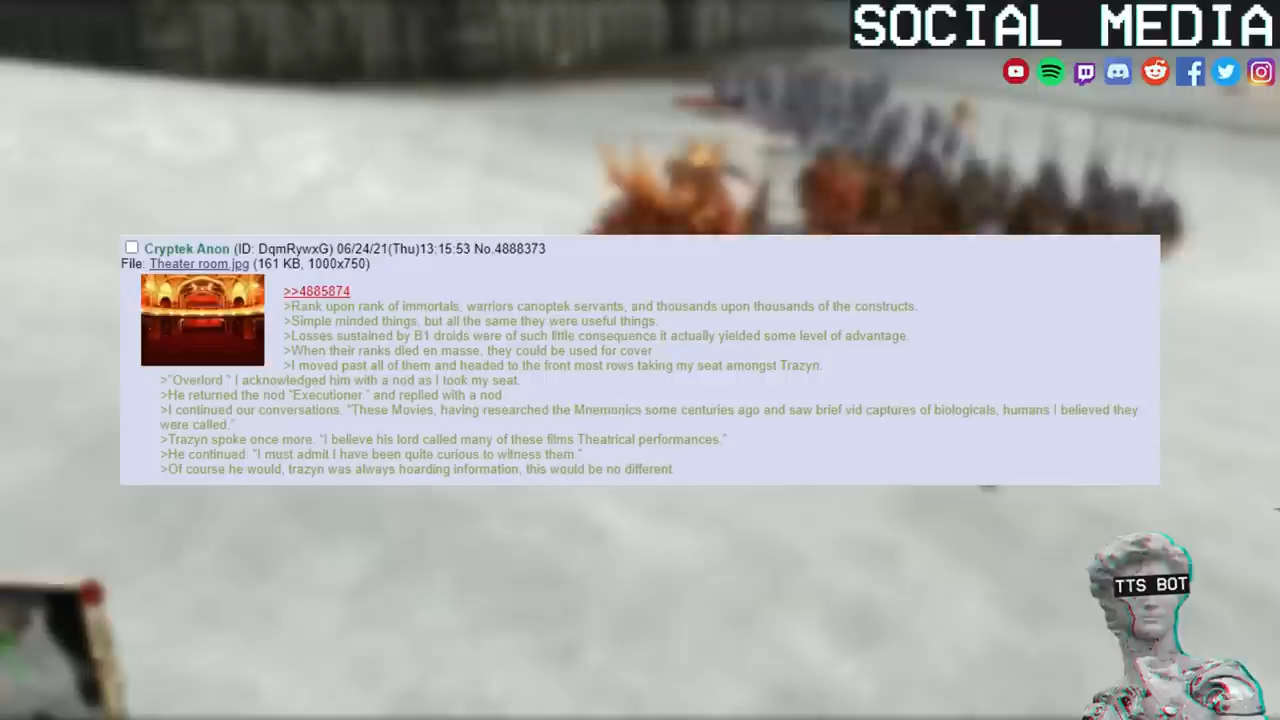 SOCIAL MEDIA
Cryptek Anon (ID: DqmRywxG) 06/24/21(Thu)13:15:53 No.4888373
File: Theater room.jpg (161 KB, 1000x750)
>>4885874
>Rank upon rank of immortals, warriors canoptek servants, and thousands upon thousands of the constructs.
>Simple minded things, but all the same they were useful things.
>Losses sustained by B1 droids were of such little consequence it actually yielded some level of advantage.
>When their ranks died en masse, they could be used for cover
>I moved past all of them and headed to the front most rows taking my seat amongst Trazyn.
>"Overlord." I acknowledged him with a nod as I took my seat.
>He returned the nod "Executioner." and replied with a nod
>I continued our conversations. "These Movies, having researched the Mnemonics some centuries ago and saw brief vid captures of biologicals, humans I believed they
were called."
>Trazyn spoke once more. "I believe his lord called many of these films Theatrical performances."
>He continued. "I must admit I have been quite curious to witness them."
>Of course he would, trazyn was always hoarding information, this would be no different.
TTS BOT